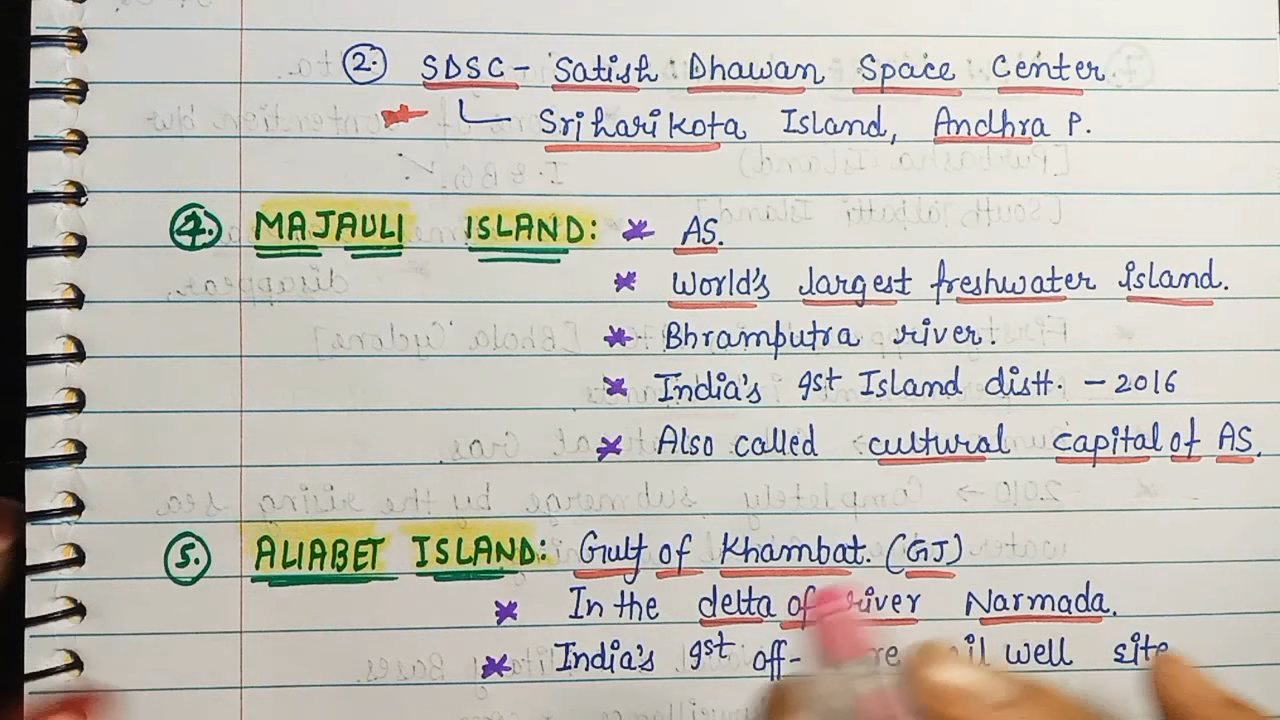 2. SDSC - Satish Dhawan Space Center
Sriharikota Island, Andhra P.
4. MAJAULI ISLAND: * AS.
* World's largest freshwater island.
* Bhramputra river.
* India's 1st Island distt. - 2016
* Also called cultural capital of AS.
5. ALIABET ISLAND: Gulf of Khambat. (GJ)
* In the delta of river Narmada.
* India's 1st off- well site